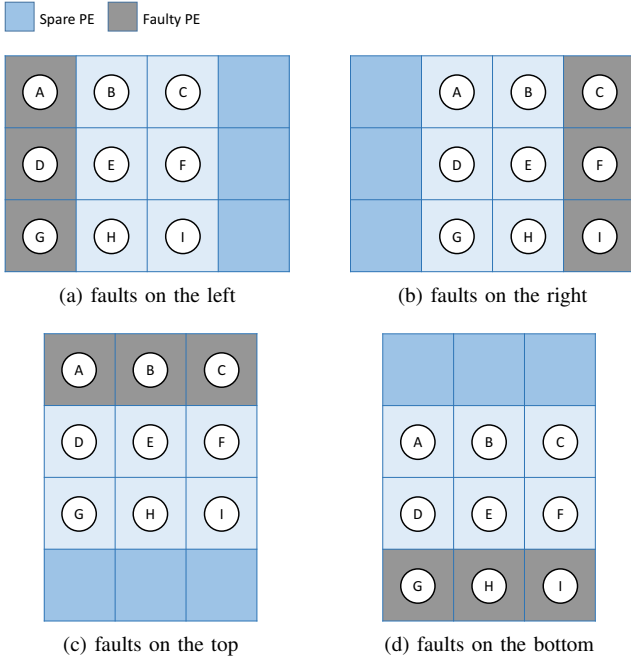 Spare PE Faulty PE
A B C A B C
D E F D E F
G H I G H I
(a) faults on the left (b) faults on the right
A B C
D E F A B C
G H I D E F
G H I
(c) faults on the top (d) faults on the bottom